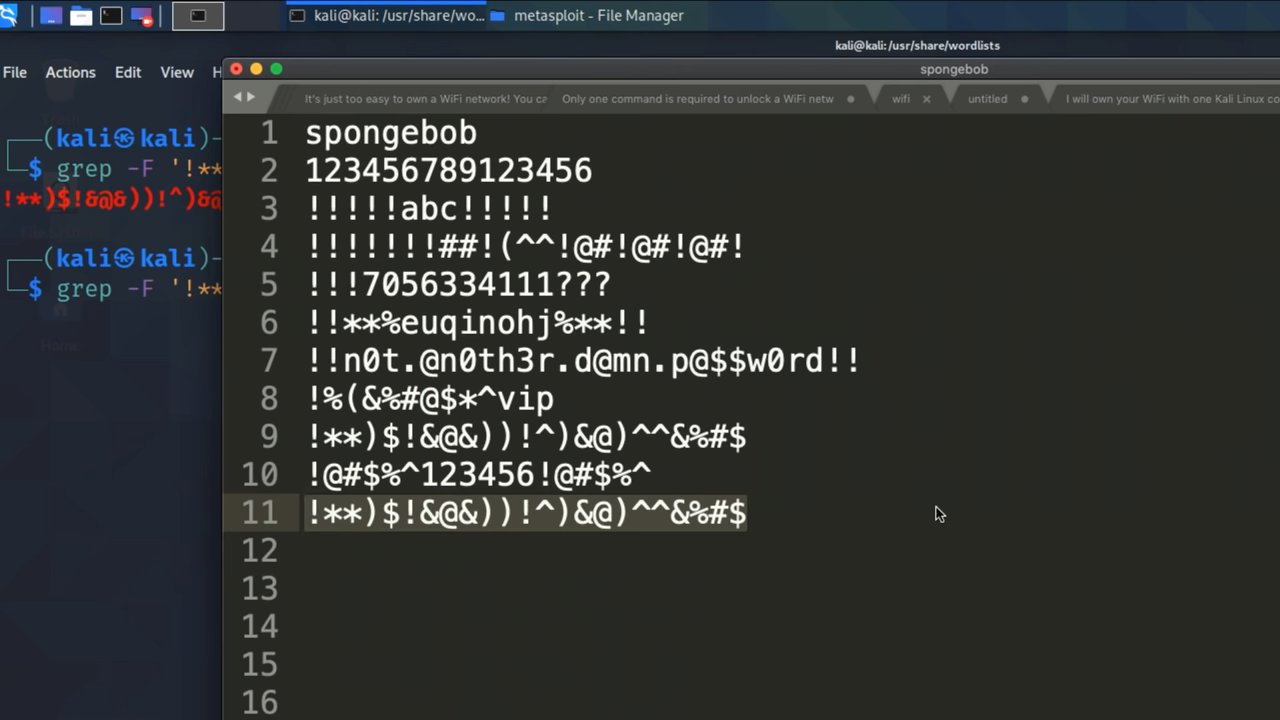 kali@kali: /usr/share/wo...
metasploit - File Manager
kali@kali: /usr/share/wordlists
File Actions Edit View H
spongebob
It's just too easy to own a WiFi network! You ca
Only one command is required to unlock a WiFi netw
wifi
untitled
I will own your WiFi with one Kali Linux co
(kali㉿kali)-
$ grep -F '!**
!**)$!&@&))!^)&@
(kali㉿kali)-
$ grep -F '!**
Home
1 spongebob
2 123456789123456
3 !!!!!abc!!!!!
4 !!!!!!!##!(^^!@#!@#!@#!
5 !!!7056334111???
6 !!**%euqinohj%**!!
7 !!n0t.@n0th3r.d@mn.p@$$w0rd!!
8 !%(&%#@$*^vip
9 !**)$!&@&))!^)&@)^^&%#$
10 !@#$%^123456!@#$%^
11 !**)$!&@&))!^)&@)^^&%#$
12
13
14
15
16